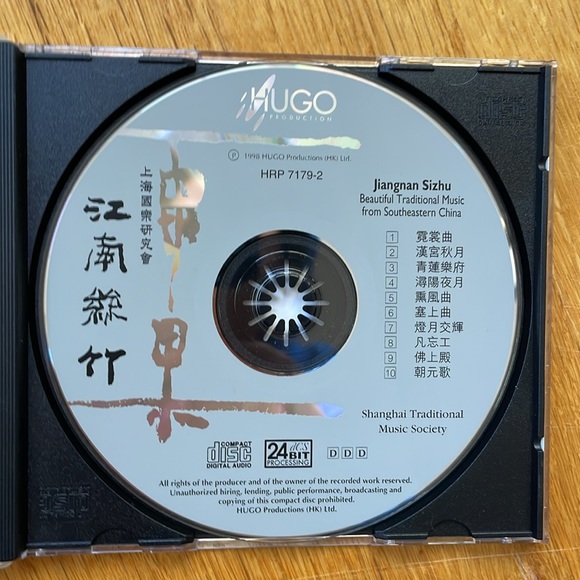 HUGO
PRODUCTION
℗ 1998 HUGO Productions (HK) Ltd.
HRP 7179-2
Jiangnan Sizhu
Beautiful Traditional Music
from Southeastern China
上海國樂研究會
江南絲竹
1 霓裳曲
2 漢宮秋月
3 青蓮樂府
4 潯陽夜月
5 熏風曲
6 塞上曲
7 燈月交輝
8 凡忘工
9 佛上殿
10 朝元歌
Shanghai Traditional
Music Society
COMPACT
disc
DIGITAL AUDIO
24 dCS
BIT
PROCESSING
D D D
All rights of the producer and of the owner of the recorded work reserved.
Unauthorized hiring, lending, public performance, broadcasting and
copying of this compact disc prohibited.
HUGO Productions (HK) Ltd.